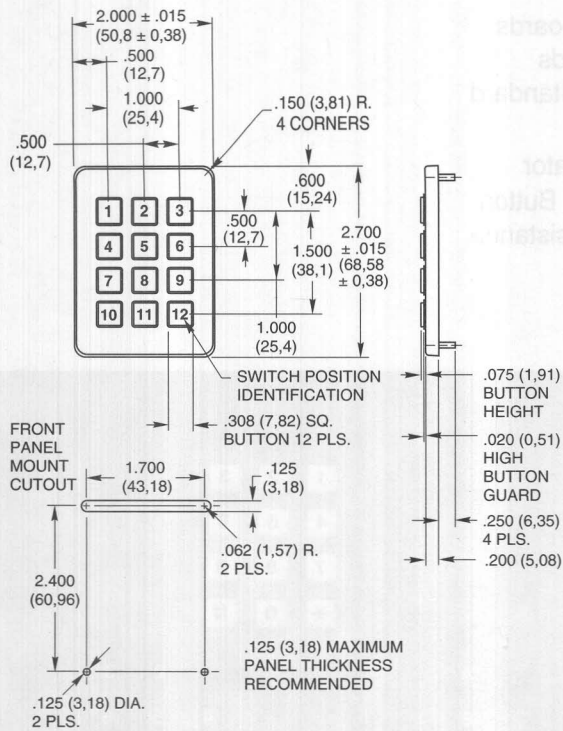 2.000 ± .015
(50,8 ± 0,38)
.500
(12,7)
1.000
(25,4)
.500
(12,7)
.150 (3,81) R.
4 CORNERS
.600
(15,24)
.500
(12,7)
1.500
(38,1)
2.700
± .015
(68,58
± 0,38)
1.000
(25,4)
1 2 3
4 5 6
7 8 9
10 11 12
SWITCH POSITION
IDENTIFICATION
.308 (7,82) SQ.
BUTTON 12 PLS.
.075 (1,91)
BUTTON
HEIGHT
.020 (0,51)
HIGH
BUTTON
GUARD
.250 (6,35)
4 PLS.
.200 (5,08)
FRONT
PANEL
MOUNT
CUTOUT
1.700
(43,18)
.125
(3,18)
.062 (1,57) R.
2 PLS.
2.400
(60,96)
.125 (3,18) MAXIMUM
PANEL THICKNESS
RECOMMENDED
.125 (3,18) DIA.
2 PLS.
Button